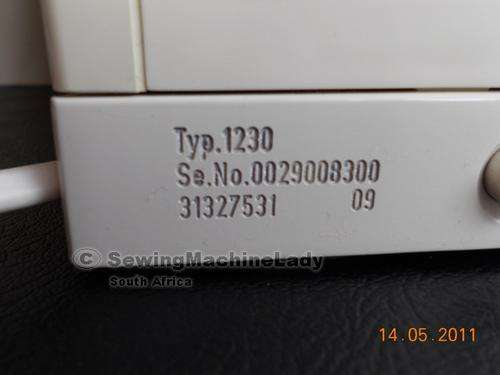 Typ.1230
Se.No.0029008300
31327531 09
© SewingMachineLady
South Africa
14.05.2011